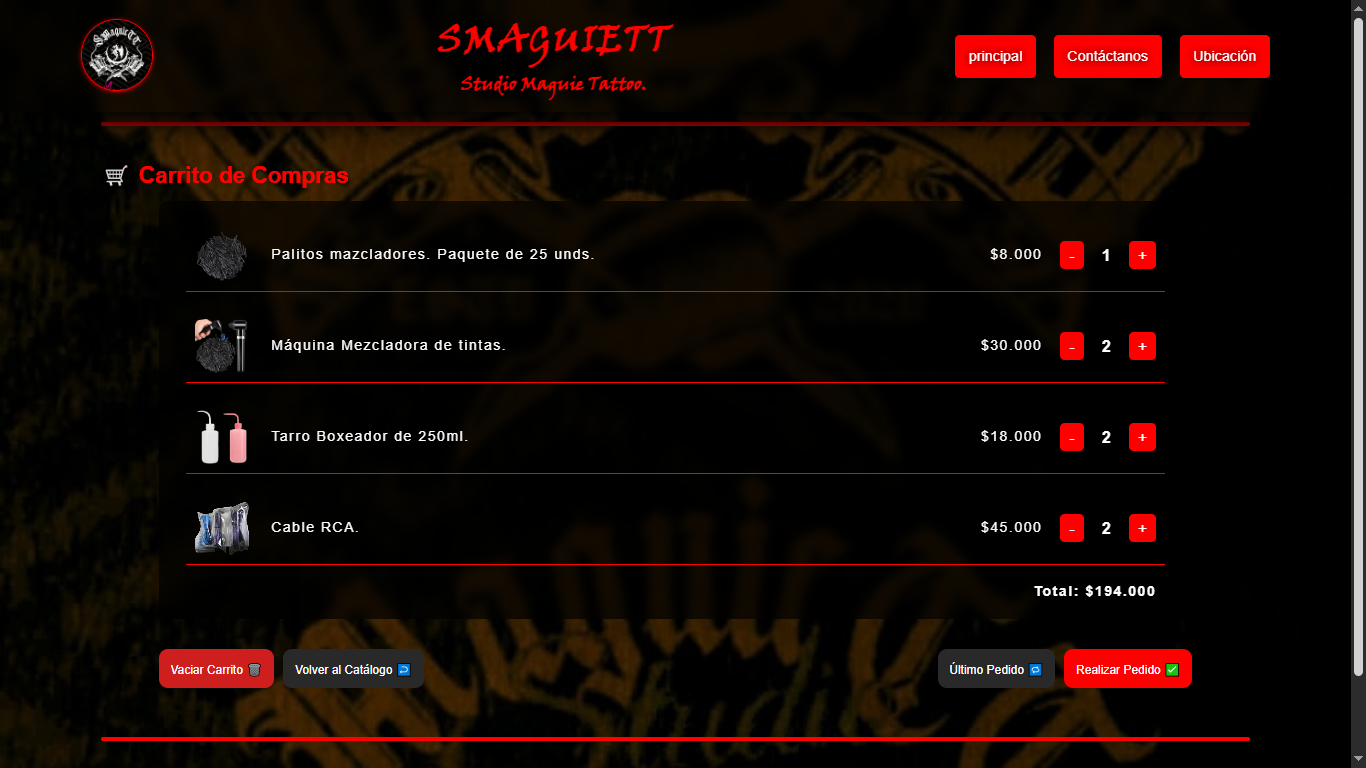 SMAGUIETT
Studio Maguie Tattoo.
principal Contáctanos Ubicación
Carrito de Compras
Palitos mazcladores. Paquete de 25 unds. $8.000 - 1 +
Máquina Mezcladora de tintas. $30.000 - 2 +
Tarro Boxeador de 250ml. $18.000 - 2 +
Cable RCA. $45.000 - 2 +
Total: $194.000
Vaciar Carrito Volver al Catálogo Último Pedido Realizar Pedido